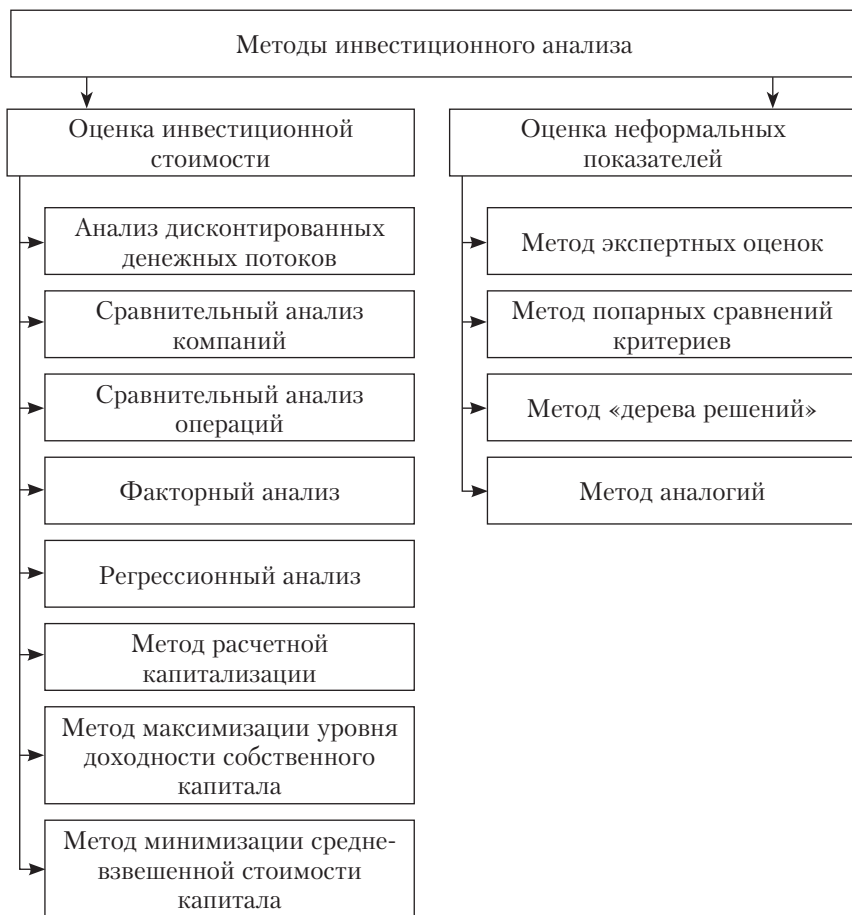 Методы инвестиционного анализа
Оценка инвестиционной
стоимости
Анализ дисконтированных
денежных потоков
Сравнительный анализ
компаний
Сравнительный анализ
операций
Факторный анализ
Регрессионный анализ
Метод расчетной
капитализации
Метод максимизации уровня
доходности собственного
капитала
Метод минимизации средне-
взвешенной стоимости
капитала
Оценка неформальных
показателей
Метод экспертных оценок
Метод попарных сравнений
критериев
Метод «дерева решений»
Метод аналогий